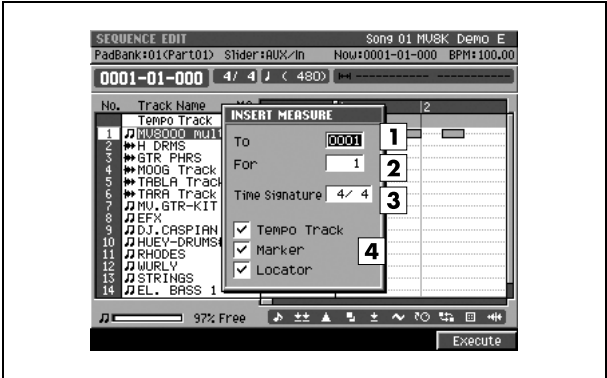 SEQUENCE EDIT Song 01 MV8K Demo E
PadBank:01(Part01) Slider:AUX/In Now:0001-01-000 BPM:100.00
0001-01-000 4/ 4 ♪ ( 480)
No. Track Name 2
Tempo Track
1 MV8000 mult
2 H DRMS
3 GTR PHRS
4 MOOG Track
5 TABLA Track
6 TARA Track
7 MV.GTR-KIT
8 EFX
9 DJ.CASPIAN
10 HUEY-DRUMS
11 RHODES
12 WURLY
13 STRINGS
14 EL. BASS 1
INSERT MEASURE
To 0001 1
For 1 2
Time Signature 4/ 4 3
Tempo Track
Marker 4
Locator
97% Free
Execute